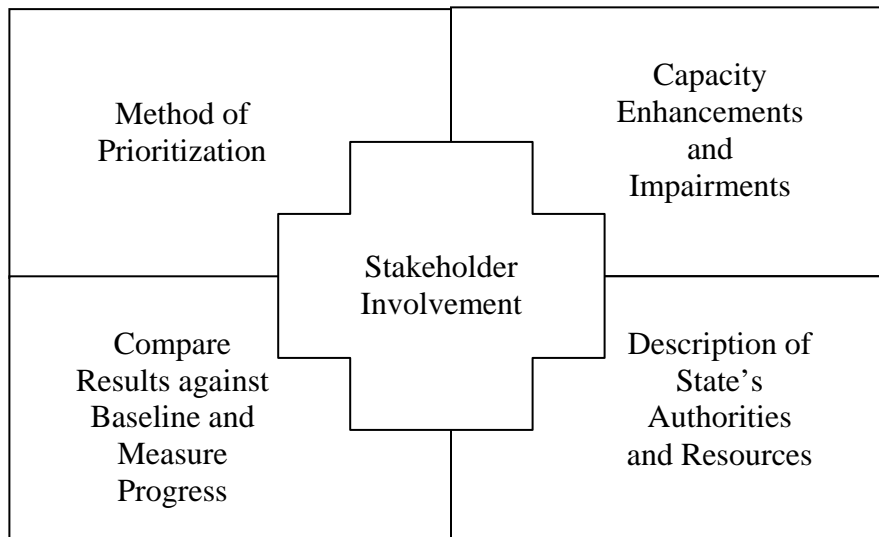 Method of
Prioritization
Capacity
Enhancements
and
Impairments
Stakeholder
Involvement
Compare
Results against
Baseline and
Measure
Progress
Description of
State’s
Authorities
and Resources